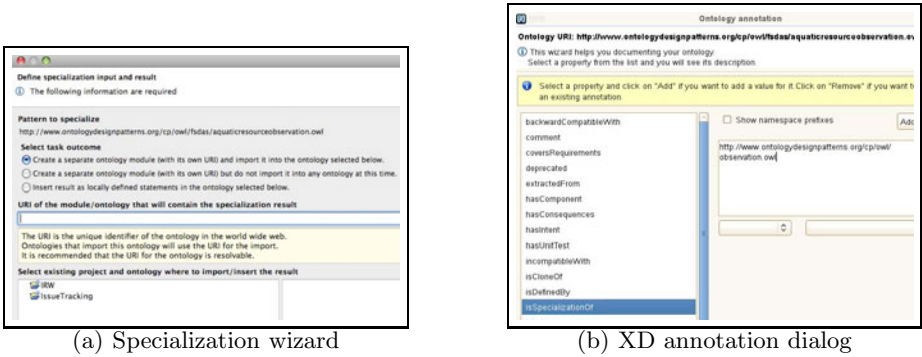 Define specialization input and result
The following information are required
Pattern to specialize
http://www.ontologydesignpatterns.org/cp/owl/fsdas/aquaticresourceobservation.owl
Select task outcome
Create a separate ontology module (with its own URI) and import it into the ontology selected below.
Create a separate ontology module (with its own URI) but do not import it into any ontology at this time.
Insert result as locally defined statements in the ontology selected below.
URI of the module/ontology that will contain the specialization result
The URI is the unique identifier of the ontology in the world wide web.
Ontologies that import this ontology will use the URI for the import.
It is recommended that the URI for the ontology is resolvable.
Select existing project and ontology where to import/insert the result
IRW
IssueTracking
(a) Specialization wizard
Ontology annotation
Ontology URI: http://www.ontologydesignpatterns.org/cp/owl/fsdas/aquaticresourceobservation.ow
This wizard helps you documenting your ontology.
Select a property from the list and you will see its description.
Select a property and click on "Add" if you want to add a value for it.Click on "Remove" if you want t
an existing annotation
backwardCompatibleWith
comment
coversRequirements
deprecated
extractedFrom
hasComponent
hasConsequences
hasIntent
hasUnitTest
incompatibleWith
isCloneOf
isDefinedBy
isSpecializationOf
Show namespace prefixes
Add
http://www.ontologydesignpatterns.org/cp/owl/
observation.owl
(b) XD annotation dialog